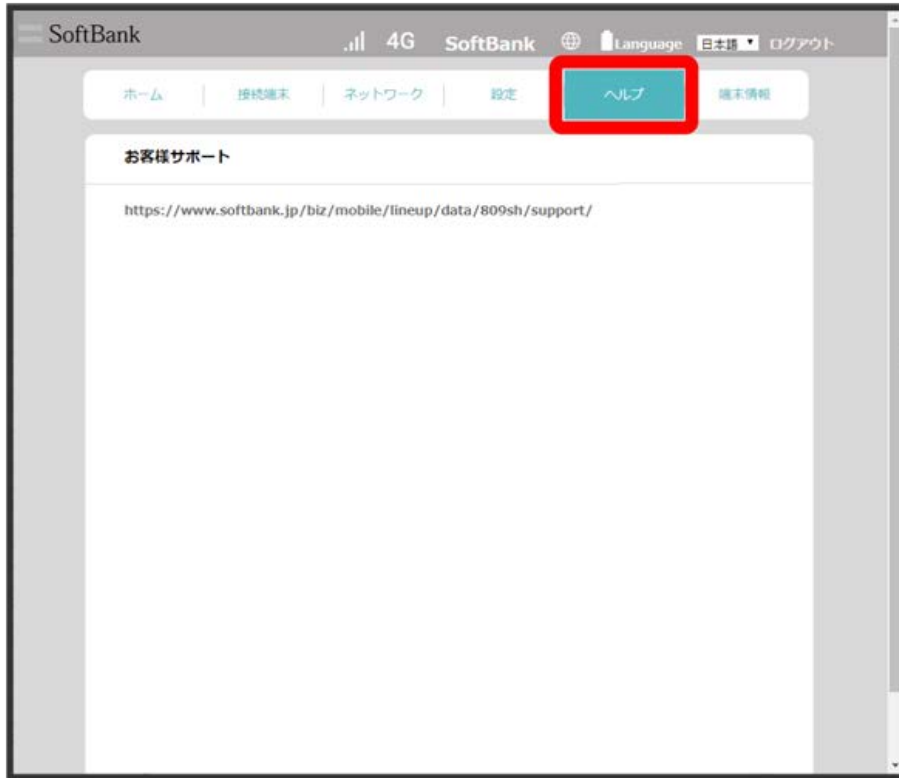 SoftBank
4G SoftBank Language 日本語 ログアウト
ホーム 接続端末 ネットワーク 設定 ヘルプ 端末情報
お客様サポート
https://www.softbank.jp/biz/mobile/lineup/data/809sh/support/